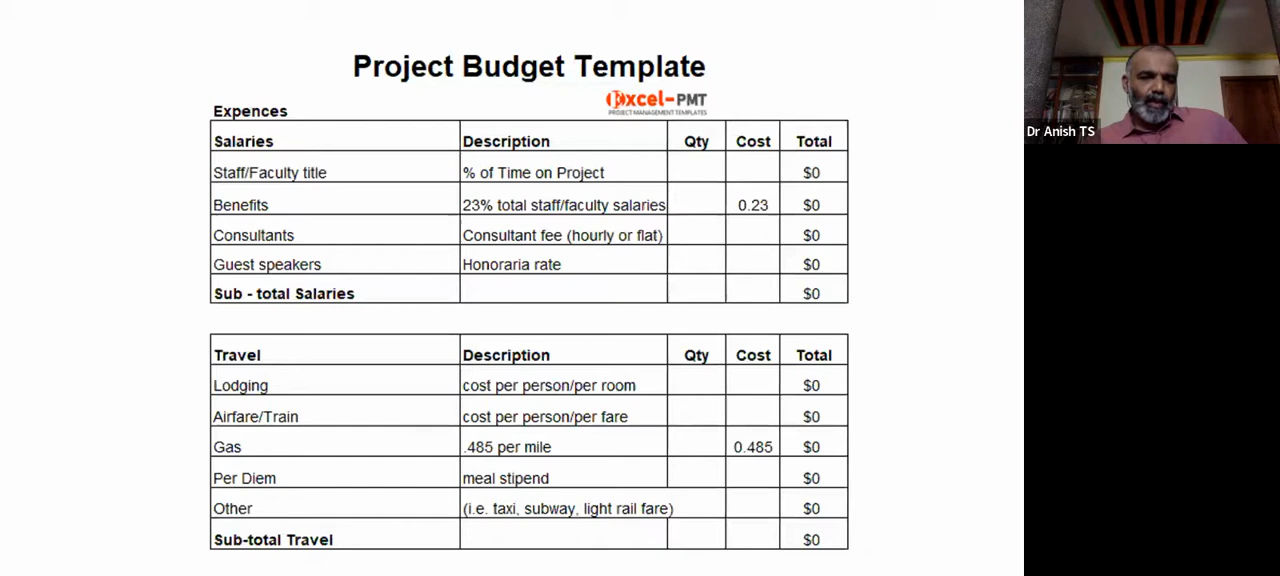 Project Budget Template
Excel-PMT
PROJECT MANAGEMENT TEMPLATES
Expences
Salaries Description Qty Cost Total
Staff/Faculty title % of Time on Project $0
Benefits 23% total staff/faculty salaries 0.23 $0
Consultants Consultant fee (hourly or flat) $0
Guest speakers Honoraria rate $0
Sub - total Salaries $0
Travel Description Qty Cost Total
Lodging cost per person/per room $0
Airfare/Train cost per person/per fare $0
Gas .485 per mile 0.485 $0
Per Diem meal stipend $0
Other (i.e. taxi, subway, light rail fare) $0
Sub-total Travel $0
Dr Anish TS